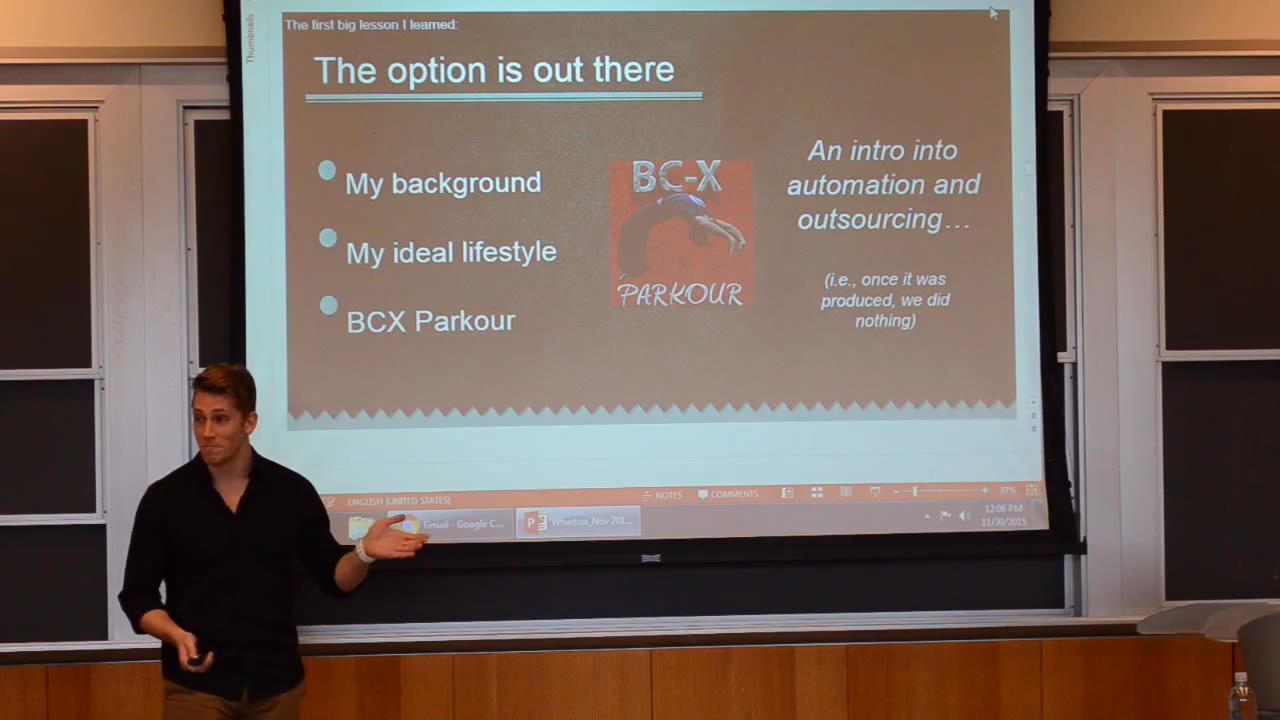 Thumbnails
The first big lesson I learned:
The option is out there
My background
My ideal lifestyle
BCX Parkour
BC-X
PARKOUR
An intro into
automation and
outsourcing…
(i.e., once it was
produced, we did
nothing)
ENGLISH (UNITED STATES)
NOTES
COMMENTS
37%
Gmail - Google C...
Wharton_Nov 201...
12:06 PM
11/30/2015